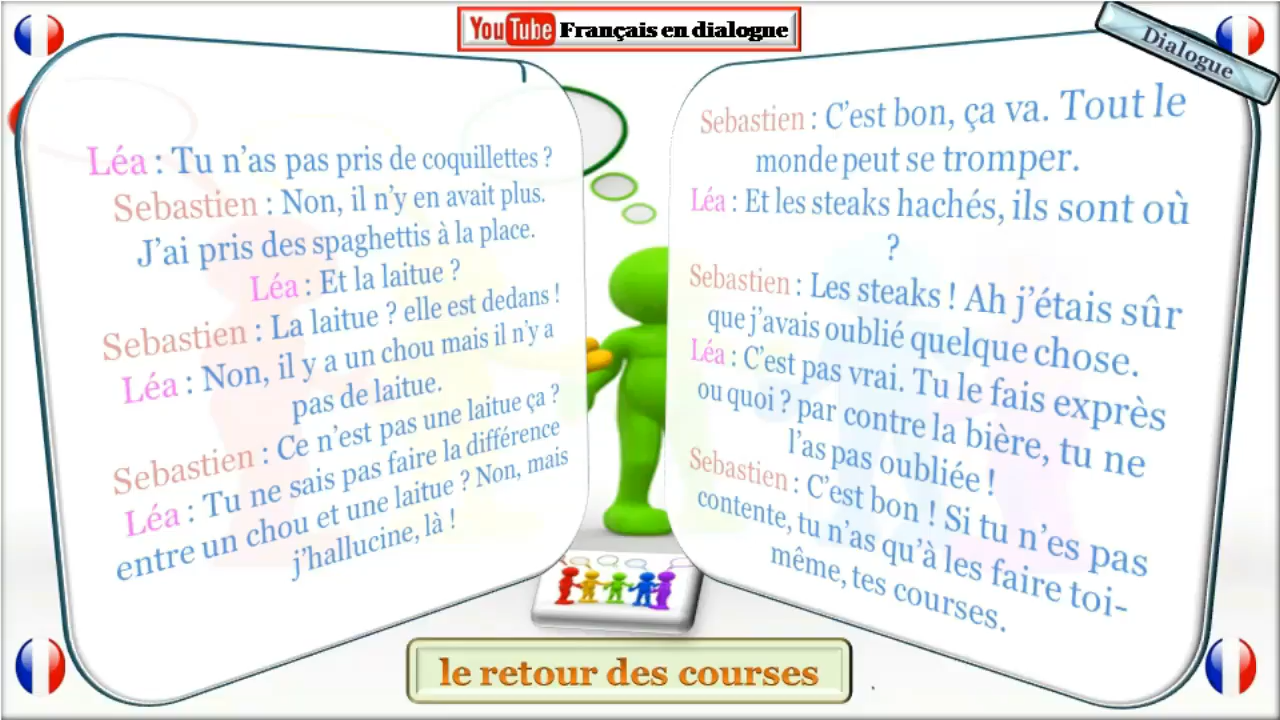 YouTube Français en dialogue
Dialogue
Léa : Tu n'as pas pris de coquillettes ?
Sebastien : Non, il n'y en avait plus.
J'ai pris des spaghettis à la place.
Léa : Et la laitue ?
Sebastien : La laitue ? elle est dedans !
Léa : Non, il y a un chou mais il n'y a
pas de laitue.
Sebastien : Ce n'est pas une laitue ça ?
Léa : Tu ne sais pas faire la différence
entre un chou et une laitue ? Non, mais
j'hallucine, là !
Sebastien : C'est bon, ça va. Tout le
monde peut se tromper.
Léa : Et les steaks hachés, ils sont où
?
Sebastien : Les steaks ! Ah j'étais sûr
que j'avais oublié quelque chose.
Léa : C'est pas vrai. Tu le fais exprès
ou quoi ? par contre la bière, tu ne
l'as pas oubliée !
Sebastien : C'est bon ! Si tu n'es pas
contente, tu n'as qu'à les faire toi-
même, tes courses.
le retour des courses